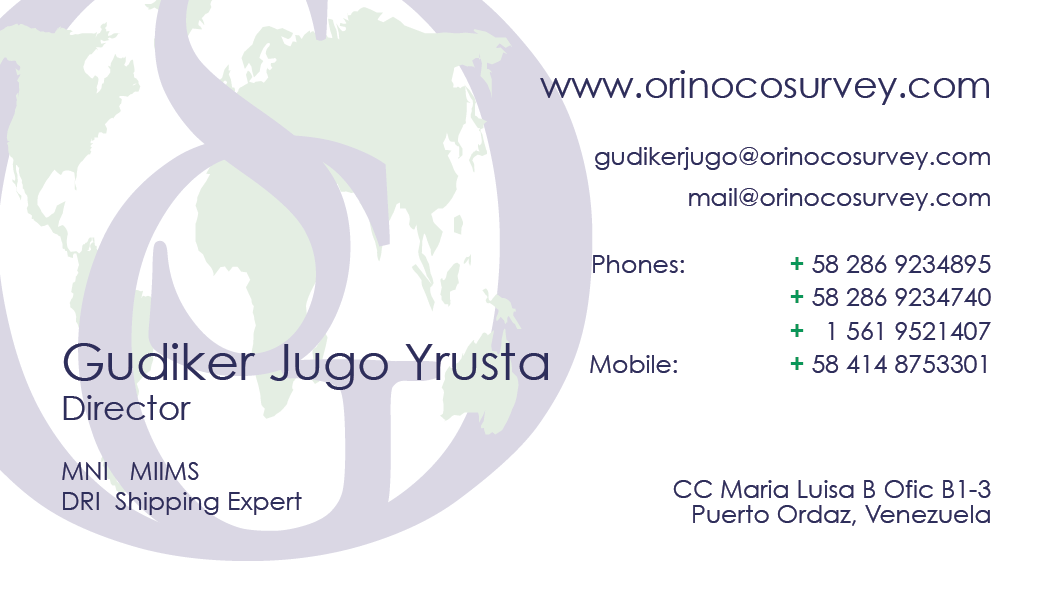 www.orinocosurvey.com
gudikerjugo@orinocosurvey.com
mail@orinocosurvey.com
Phones: + 58 286 9234895
+ 58 286 9234740
+ 1 561 9521407
Mobile: + 58 414 8753301
Gudiker Jugo Yrusta
Director
MNI MIIMS
DRI Shipping Expert
CC Maria Luisa B Ofic B1-3
Puerto Ordaz, Venezuela